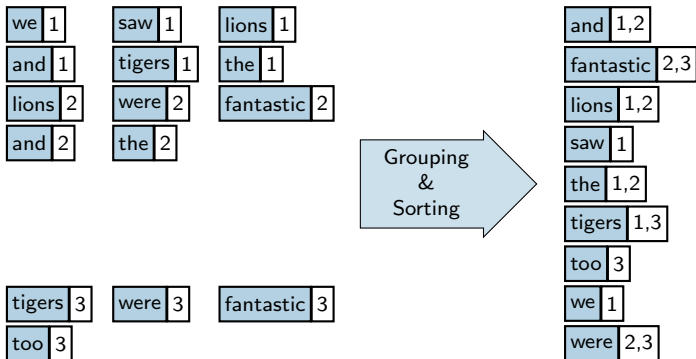 we 1 saw 1 lions 1
and 1 tigers 1 the 1
lions 2 were 2 fantastic 2
and 2 the 2
tigers 3 were 3 fantastic 3
too 3
Grouping
&
Sorting
and 1,2
fantastic 2,3
lions 1,2
saw 1
the 1,2
tigers 1,3
too 3
we 1
were 2,3